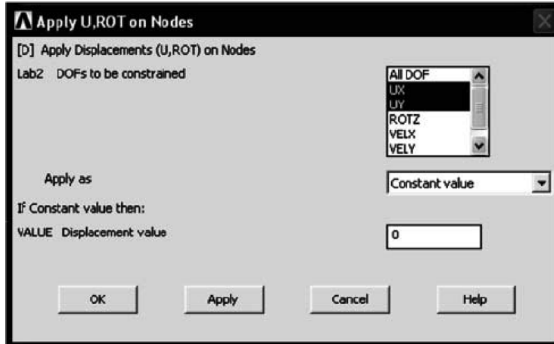 Apply U,ROT on Nodes
[D] Apply Displacements (U,ROT) on Nodes
Lab2 DOFs to be constrained
All DOF
UX
UY
ROTZ
VELX
VELY
Apply as
Constant value
If Constant value then:
VALUE Displacement value
0
OK Apply Cancel Help